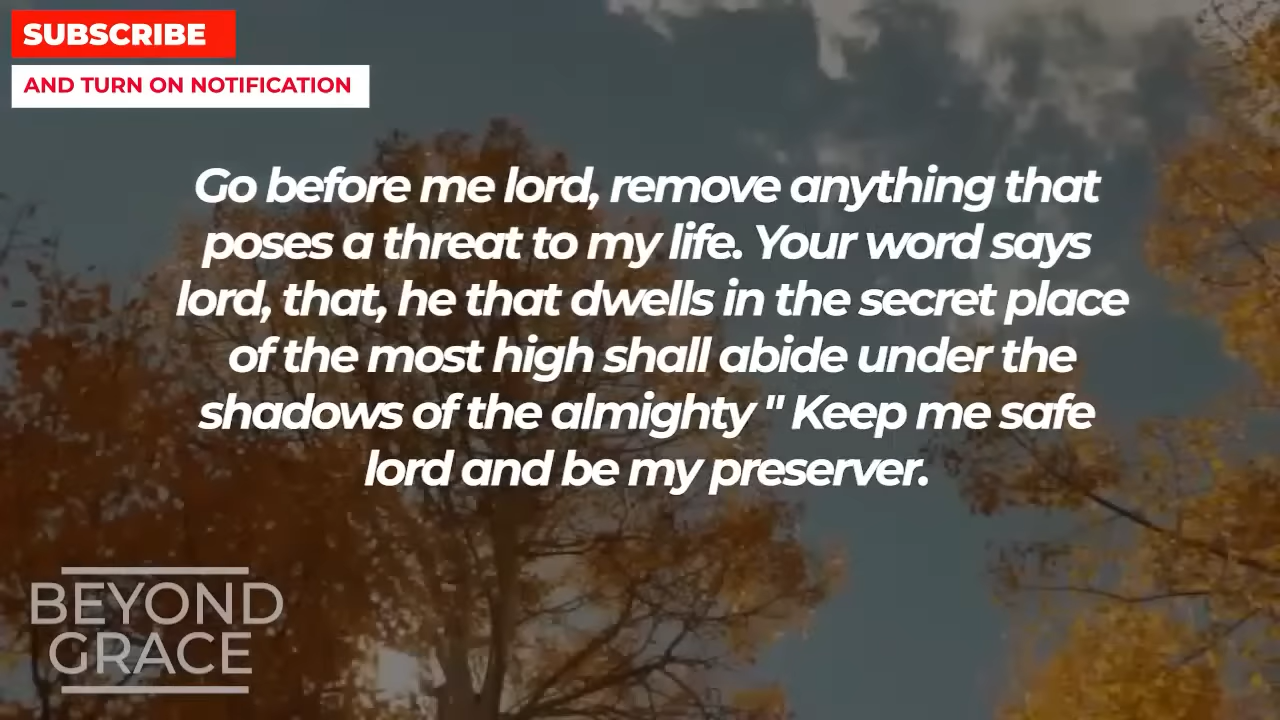 SUBSCRIBE
AND TURN ON NOTIFICATION
Go before me lord, remove anything that
poses a threat to my life. Your word says
lord, that, he that dwells in the secret place
of the most high shall abide under the
shadows of the almighty " Keep me safe
lord and be my preserver.
BEYOND
GRACE